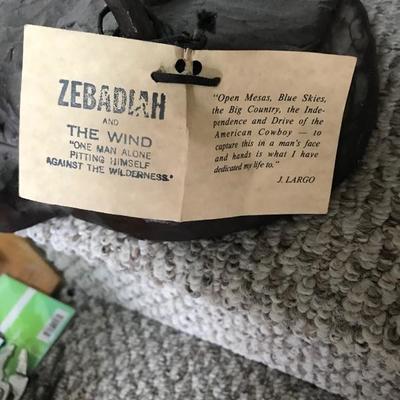 ZEBADIAH
AND
THE WIND
"ONE MAN ALONE
PITTING HIMSELF
AGAINST THE WILDERNESS."
"Open Mesas, Blue Skies,
the Big Country, the Inde-
pendence and Drive of the
American Cowboy — to
capture this in a man's face
and hands is what I have
dedicated my life to."
J. LARGO